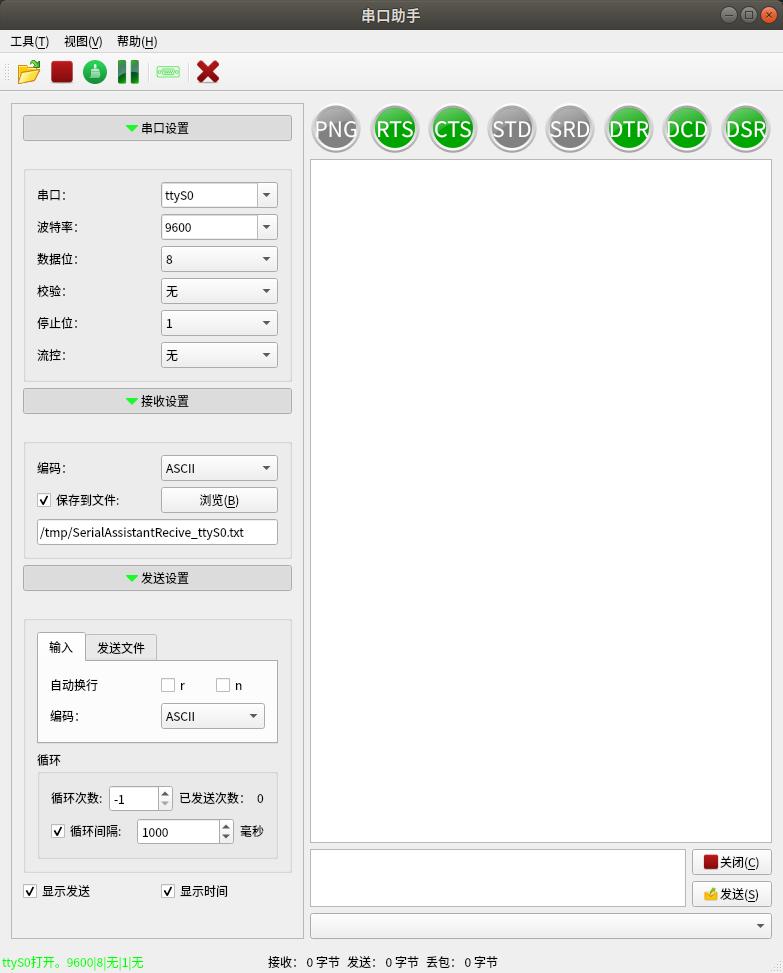 串口助手
工具(T) 视图(V) 帮助(H)
串口设置
PNG RTS CTS STD SRD DTR DCD DSR
串口： ttyS0
波特率： 9600
数据位： 8
校验： 无
停止位： 1
流控： 无
接收设置
编码： ASCII
保存到文件: 浏览(B)
/tmp/SerialAssistantRecive_ttyS0.txt
发送设置
输入 发送文件
自动换行 r n
编码： ASCII
循环
循环次数: -1 已发送次数： 0
循环间隔: 1000 毫秒
显示发送 显示时间
关闭(C)
发送(S)
ttyS0打开。9600|8|无|1|无 接收： 0 字节 发送： 0 字节 丢包： 0 字节